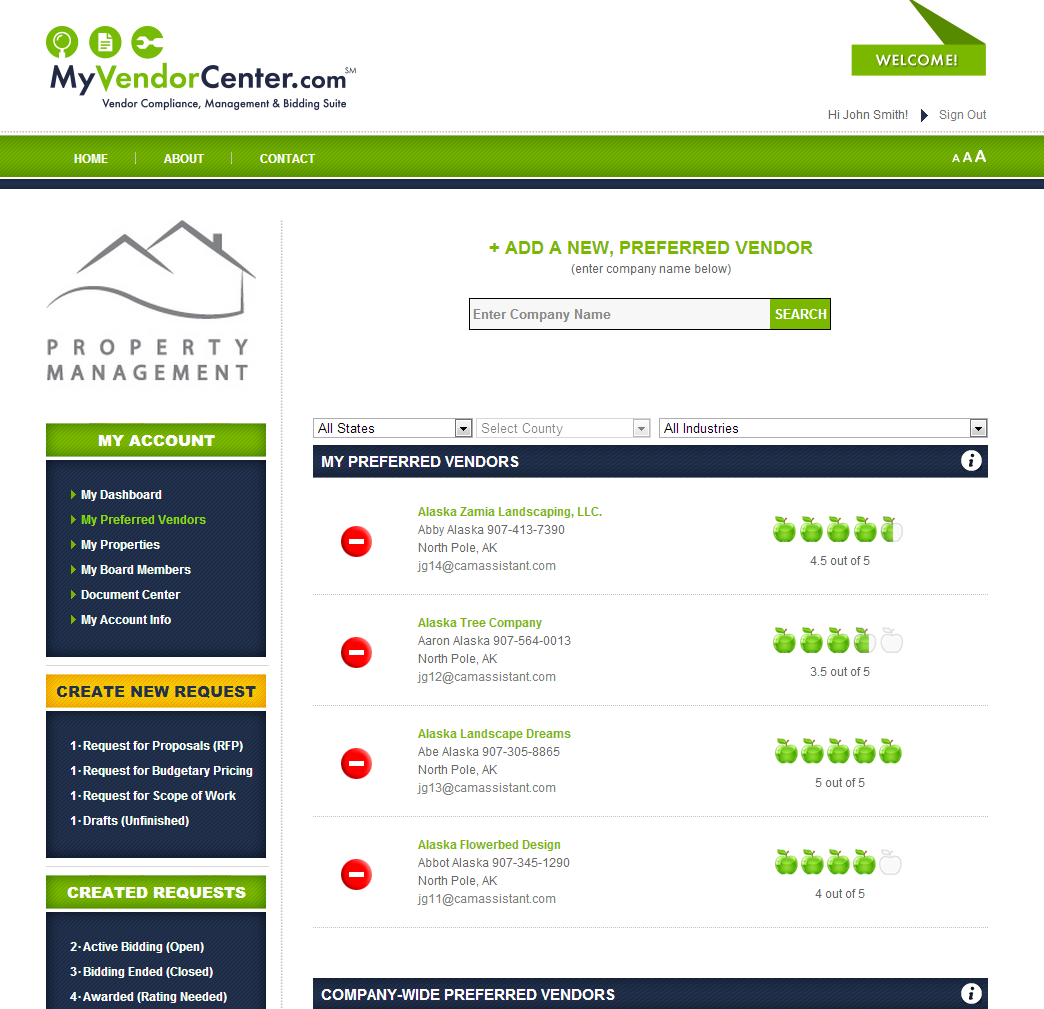 MyVendorCenter.com℠
Vendor Compliance, Management & Bidding Suite
WELCOME!
Hi John Smith! Sign Out
HOME ABOUT CONTACT A A A
PROPERTY
MANAGEMENT
MY ACCOUNT
My Dashboard
My Preferred Vendors
My Properties
My Board Members
Document Center
My Account Info
CREATE NEW REQUEST
1·Request for Proposals (RFP)
1·Request for Budgetary Pricing
1·Request for Scope of Work
1·Drafts (Unfinished)
CREATED REQUESTS
2·Active Bidding (Open)
3·Bidding Ended (Closed)
4·Awarded (Rating Needed)
+ ADD A NEW, PREFERRED VENDOR
(enter company name below)
Enter Company Name SEARCH
All States Select County All Industries
MY PREFERRED VENDORS i
Alaska Zamia Landscaping, LLC.
Abby Alaska 907-413-7390
North Pole, AK
jg14@camassistant.com
4.5 out of 5
Alaska Tree Company
Aaron Alaska 907-564-0013
North Pole, AK
jg12@camassistant.com
3.5 out of 5
Alaska Landscape Dreams
Abe Alaska 907-305-8865
North Pole, AK
jg13@camassistant.com
5 out of 5
Alaska Flowerbed Design
Abbot Alaska 907-345-1290
North Pole, AK
jg11@camassistant.com
4 out of 5
COMPANY-WIDE PREFERRED VENDORS i